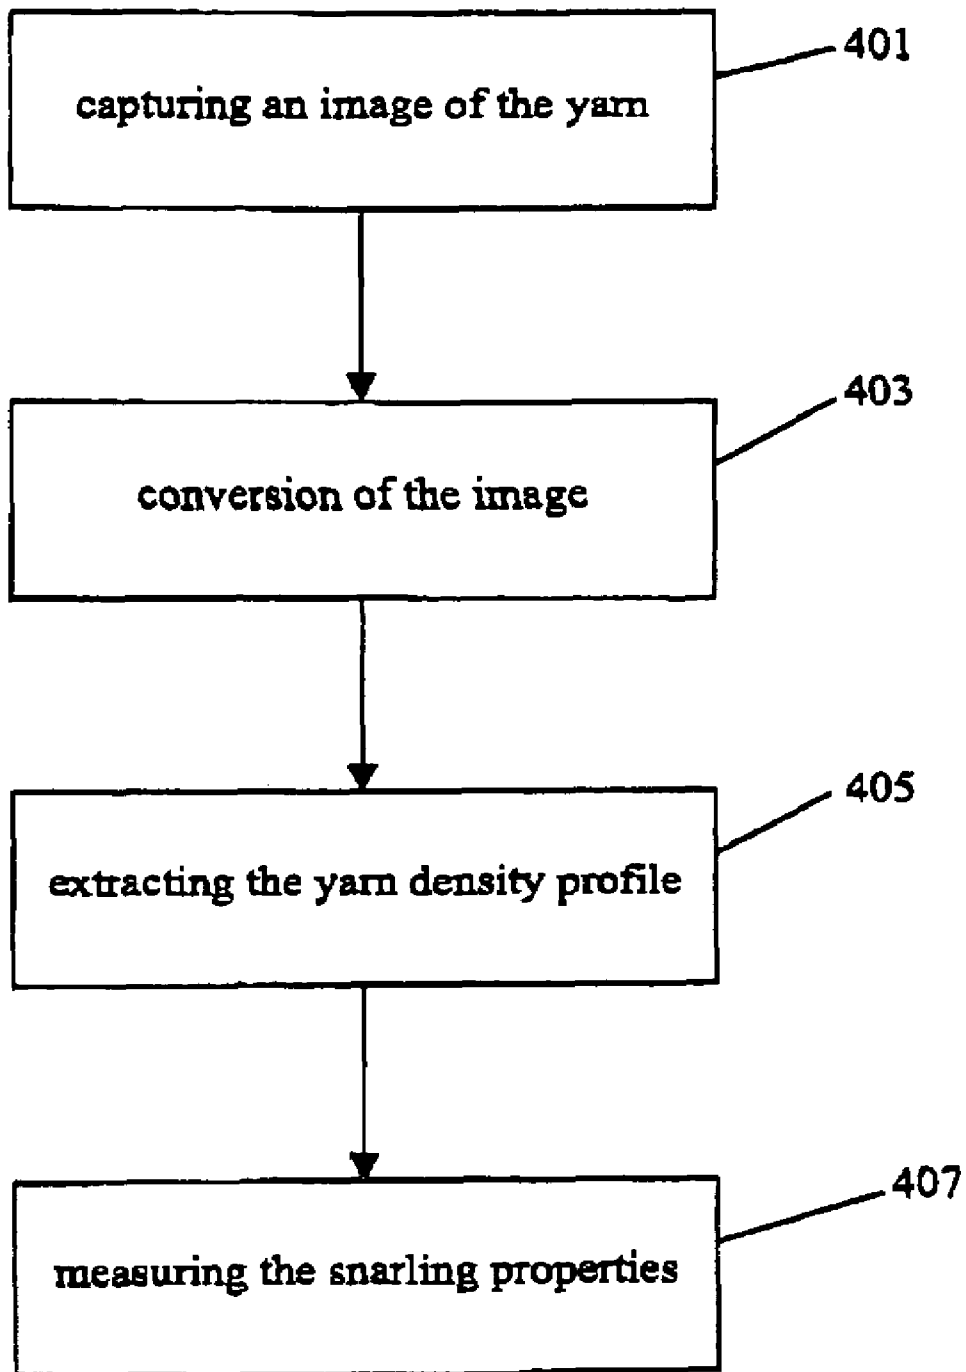 401
capturing an image of the yarn
403
conversion of the image
405
extracting the yarn density profile
407
measuring the snarling properties